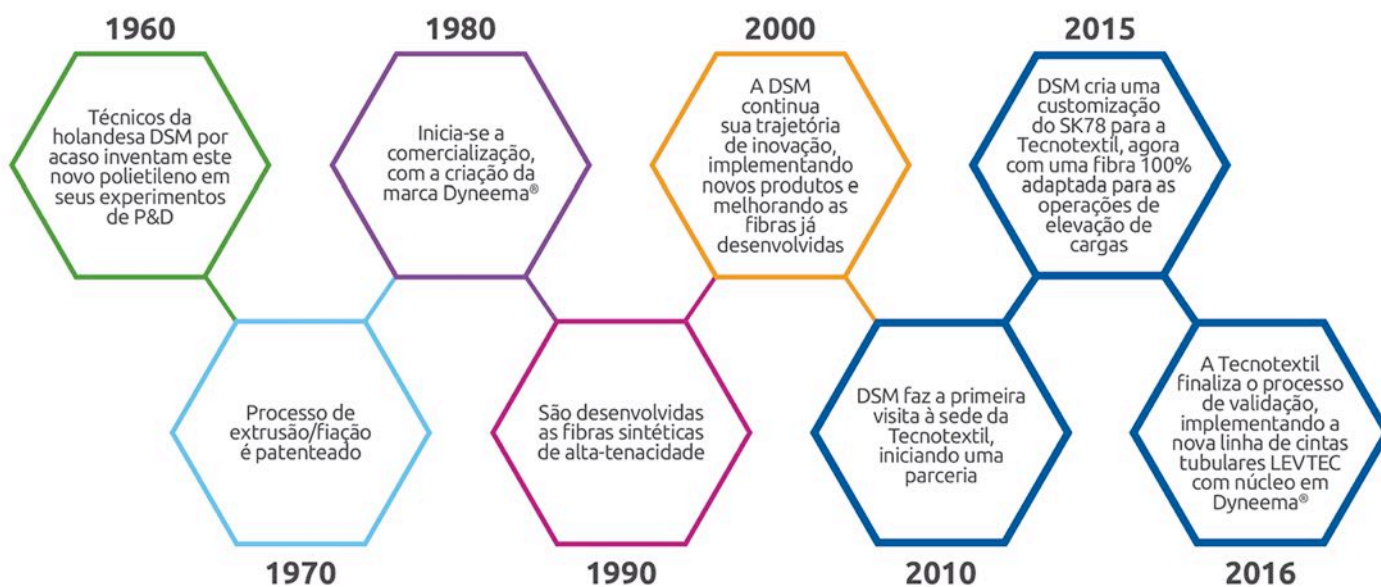 1960
Técnicos da
holandesa DSM por
acaso inventam este
novo polietileno em
seus experimentos
de P&D
1970
Processo de
extrusão/fiação
é patenteado
1980
Inicia-se a
comercialização,
com a criação da
marca Dyneema®
1990
São desenvolvidas
as fibras sintéticas
de alta-tenacidade
2000
A DSM
continua
sua trajetória
de inovação,
implementando
novos produtos e
melhorando as
fibras já
desenvolvidas
2010
DSM faz a primeira
visita à sede da
Tecnotextil,
iniciando uma
parceria
2015
DSM cria uma
customização
do SK78 para a
Tecnotextil, agora
com uma fibra 100%
adaptada para as
operações de
elevação de
cargas
2016
A Tecnotextil
finaliza o processo
de validação,
implementando a
nova linha de cintas
tubulares LEVTEC
com núcleo em
Dyneema®